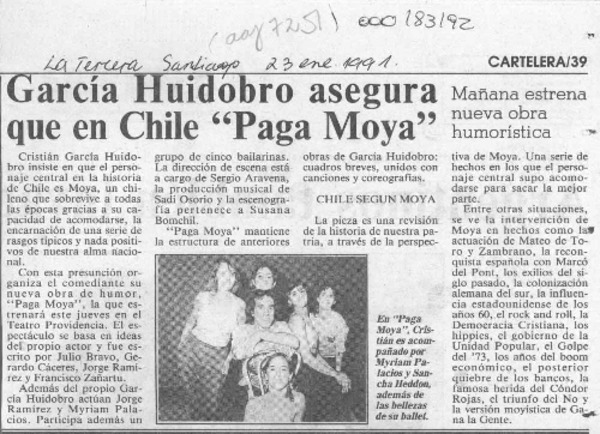 (aag 7251)
000183192
La Tercera Santiago 23 ene 1991.
CARTELERA/39
García Huidobro asegura
que en Chile “Paga Moya”
Mañana estrena
nueva obra
humorística
Cristián García Huido-
bro insiste en que el perso-
naje central en la historia
de Chile es Moya, un chi-
leno que sobrevive a todas
las épocas gracias a su ca-
pacidad de acomodarse, la
encarnación de una serie de
rasgos típicos y nada positi-
vos de nuestra alma nacio-
nal.
Con esta presunción or-
ganiza el comediante su
nueva obra de humor,
“Paga Moya”, la que es-
trenará este jueves en el
Teatro Providencia. El es-
pectáculo se basa en ideas
del propio actor y fue es-
crito por Julio Bravo, Ge-
rardo Cáceres, Jorge Ramí-
rez y Francisco Zañartu.
Además del propio Gar-
cía Huidobro actúan Jorge
Ramírez y Myriam Pala-
cios. Participa además un
grupo de cinco bailarinas.
La dirección de escena está
a cargo de Sergio Aravena,
la producción musical de
Sadi Osorio y la escenogra-
fía pertenece a Susana
Bomchil.
“Paga Moya” mantiene
la estructura de anteriores
obras de García Huidobro:
cuadros breves, unidos con
canciones y coreografías.
CHILE SEGUN MOYA
La pieza es una revisión
de la historia de nuestra pa-
tria, a través de la perspec-
En “Paga
Moya”, Cris-
tián es acom-
pañado por
Myriam Pa-
lacios y San-
cha Heddon,
además de
las bellezas
de su ballet.
tiva de Moya. Una serie de
hechos en los que el perso-
naje central supo acomo-
darse para sacar la mejor
parte.
Entre otras situaciones,
se ve la intervención de
Moya en hechos como las
actuación de Mateo de To-
ro y Zambrano, la recon-
quista española con Marcó
del Pont, los exilios del si-
glo pasado, la colonización
alemana del sur, la influen-
cia estadounidense de los
años 60, el rock and roll, la
Democracia Cristiana, los
hippies, el gobierno de la
Unidad Popular, el Golpe
del ’73, los años del boom
económico, el posterior
quiebre de los bancos, la
famosa herida del Cóndor
Rojas, el triunfo del No y
la versión moyística de Ga-
na la Gente.